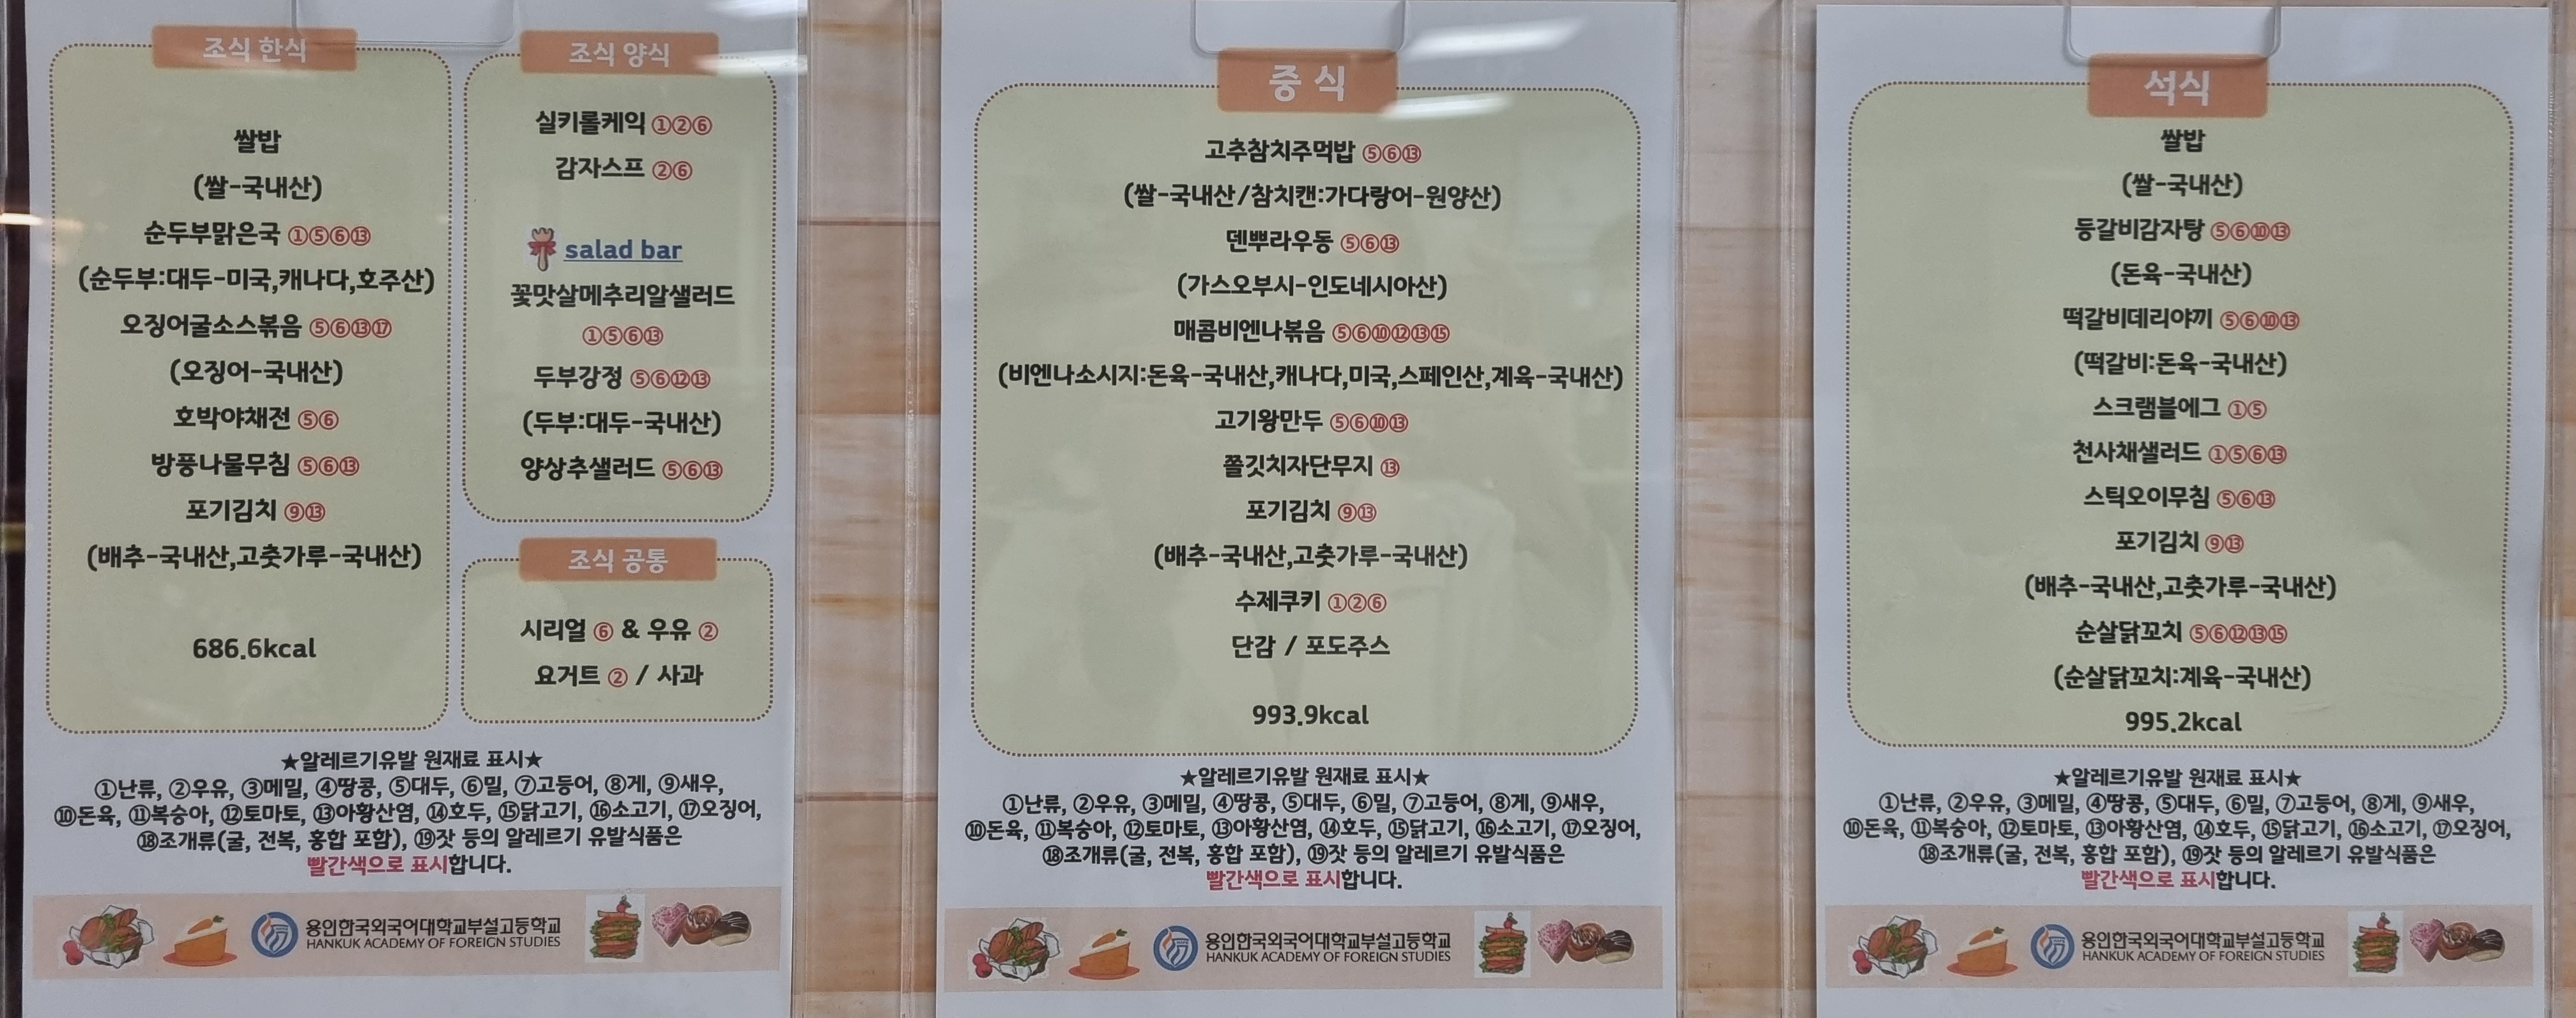 조식 한식
쌀밥
(쌀-국내산)
순두부맑은국 ①⑤⑥⑬
(순두부:대두-미국,캐나다,호주산)
오징어굴소스볶음 ⑤⑥⑬⑰
(오징어-국내산)
호박야채전 ⑤⑥
방풍나물무침 ⑤⑥⑬
포기김치 ⑨⑬
(배추-국내산,고춧가루-국내산)
686.6kcal
조식 양식
실키롤케익 ①②⑥
감자스프 ②⑥
salad bar
꽃맛살메추리알샐러드
①⑤⑥⑬
두부강정 ⑤⑥⑫⑬
(두부:대두-국내산)
양상추샐러드 ⑤⑥⑬
조식 공통
시리얼 ⑥ & 우유 ②
요거트 ② / 사과
★알레르기유발 원재료 표시★
①난류, ②우유, ③메밀, ④땅콩, ⑤대두, ⑥밀, ⑦고등어, ⑧게, ⑨새우,
⑩돈육, ⑪복숭아, ⑫토마토, ⑬아황산염, ⑭호두, ⑮닭고기, ⑯소고기, ⑰오징어,
⑱조개류(굴, 전복, 홍합 포함), ⑲잣 등의 알레르기 유발식품은
빨간색으로 표시합니다.
용인한국외국어대학교부설고등학교
HANKUK ACADEMY OF FOREIGN STUDIES
중식
고추참치주먹밥 ⑤⑥⑬
(쌀-국내산/참치캔:가다랑어-원양산)
덴뿌라우동 ⑤⑥⑬
(가스오부시-인도네시아산)
매콤비엔나볶음 ⑤⑥⑩⑫⑬⑮
(비엔나소시지:돈육-국내산,캐나다,미국,스페인산,계육-국내산)
고기왕만두 ⑤⑥⑩⑬
쫄깃치자단무지 ⑬
포기김치 ⑨⑬
(배추-국내산,고춧가루-국내산)
수제쿠키 ①②⑥
단감 / 포도주스
993.9kcal
★알레르기유발 원재료 표시★
①난류, ②우유, ③메밀, ④땅콩, ⑤대두, ⑥밀, ⑦고등어, ⑧게, ⑨새우,
⑩돈육, ⑪복숭아, ⑫토마토, ⑬아황산염, ⑭호두, ⑮닭고기, ⑯소고기, ⑰오징어,
⑱조개류(굴, 전복, 홍합 포함), ⑲잣 등의 알레르기 유발식품은
빨간색으로 표시합니다.
용인한국외국어대학교부설고등학교
HANKUK ACADEMY OF FOREIGN STUDIES
석식
쌀밥
(쌀-국내산)
등갈비감자탕 ⑤⑥⑩⑬
(돈육-국내산)
떡갈비데리야끼 ⑤⑥⑩⑬
(떡갈비:돈육-국내산)
스크램블에그 ①⑤
천사채샐러드 ①⑤⑥⑬
스틱오이무침 ⑤⑥⑬
포기김치 ⑨⑬
(배추-국내산,고춧가루-국내산)
순살닭꼬치 ⑤⑥⑫⑬⑮
(순살닭꼬치:계육-국내산)
995.2kcal
★알레르기유발 원재료 표시★
①난류, ②우유, ③메밀, ④땅콩, ⑤대두, ⑥밀, ⑦고등어, ⑧게, ⑨새우,
⑩돈육, ⑪복숭아, ⑫토마토, ⑬아황산염, ⑭호두, ⑮닭고기, ⑯소고기, ⑰오징어,
⑱조개류(굴, 전복, 홍합 포함), ⑲잣 등의 알레르기 유발식품은
빨간색으로 표시합니다.
용인한국외국어대학교부설고등학교
HANKUK ACADEMY OF FOREIGN STUDIES